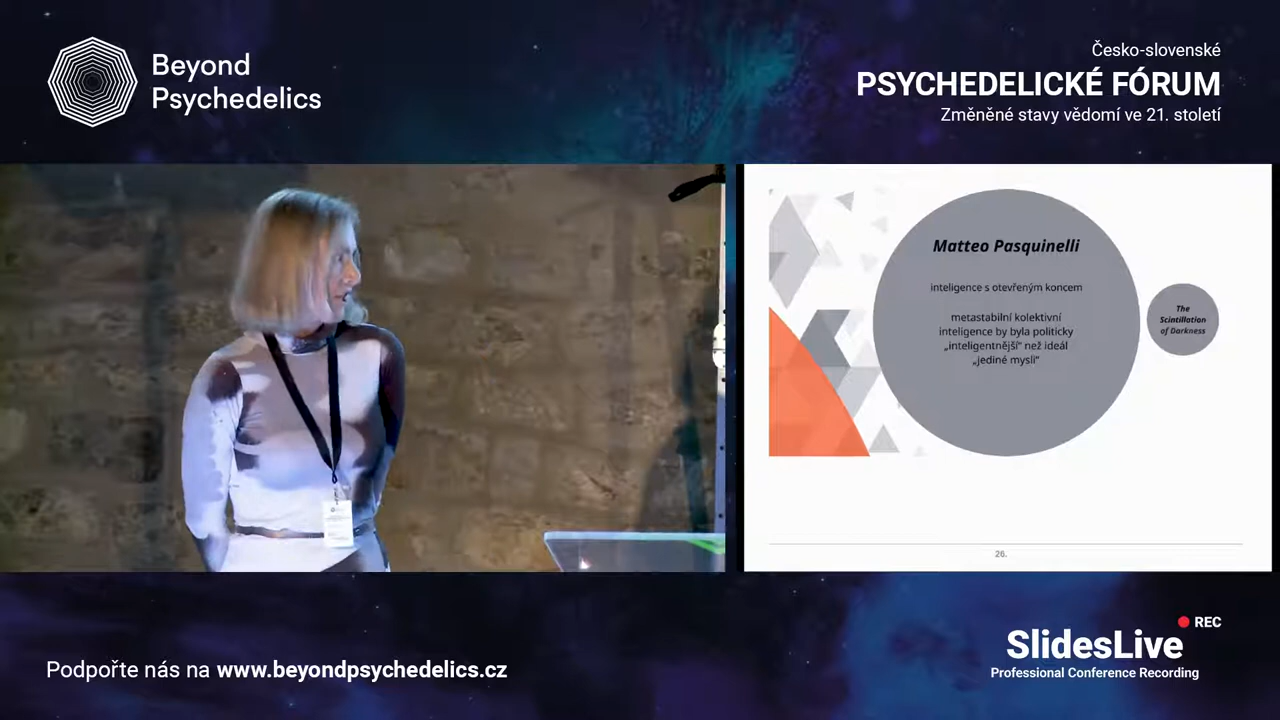 Beyond
Psychedelics
Česko-slovenské
PSYCHEDELICKÉ FÓRUM
Změněné stavy vědomí ve 21. století
Matteo Pasquinelli
inteligence s otevřeným koncem
metastabilní kolektivní
inteligence by byla politicky
„inteligentnější“ než ideál
„jediné mysli“
The
Scintillation
of Darkness
26.
REC
SlidesLive
Professional Conference Recording
Podpořte nás na www.beyondpsychedelics.cz